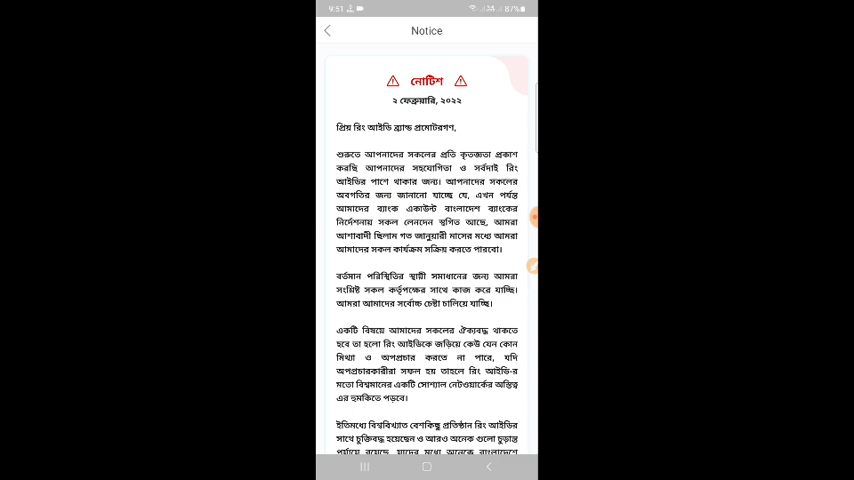 9:51
87%
Notice
নোটিশ
২ ফেব্রুয়ারি, ২০২২
প্রিয় রিং আইডি ব্র্যান্ড প্রমোটরগণ,
শুরুতে আপনাদের সকলের প্রতি কৃতজ্ঞতা প্রকাশ
করছি আপনাদের সহযোগিতা ও সর্বদাই রিং
আইডির পাশে থাকার জন্য। আপনাদের সকলের
অবগতির জন্য জানানো যাচ্ছে যে, এখন পর্যন্ত
আমাদের ব্যাংক একাউন্ট বাংলাদেশ ব্যাংকের
নির্দেশনায় সকল লেনদেন স্থগিত আছে, আমরা
আশাবাদী ছিলাম গত জানুয়ারী মাসের মধ্যে আমরা
আমাদের সকল কার্যক্রম সক্রিয় করতে পারবো।
বর্তমান পরিস্থিতির স্থায়ী সমাধানের জন্য আমরা
সংশ্লিষ্ট সকল কর্তৃপক্ষের সাথে কাজ করে যাচ্ছি।
আমরা আমাদের সর্বোচ্চ চেষ্টা চালিয়ে যাচ্ছি।
একটি বিষয়ে আমাদের সকলের ঐক্যবদ্ধ থাকতে
হবে তা হলো রিং আইডিকে জড়িয়ে কেউ যেন কোন
মিথ্যা ও অপপ্রচার করতে না পারে, যদি
অপপ্রচারকারীরা সফল হয় তাহলে রিং আইডি-র
মতো বিশ্বমানের একটি সোশ্যাল নেটওয়ার্কের অস্তিত্ব
এর হুমকিতে পড়বে।
ইতিমধ্যে বিশ্ববিখ্যাত বেশকিছু প্রতিষ্ঠান রিং আইডির
সাথে চুক্তিবদ্ধ হয়েছেন ও আরও অনেক গুলো চুড়ান্ত
পর্যায়ে রয়েছে, যাদের মধ্যে অনেকে বাংলাদেশে